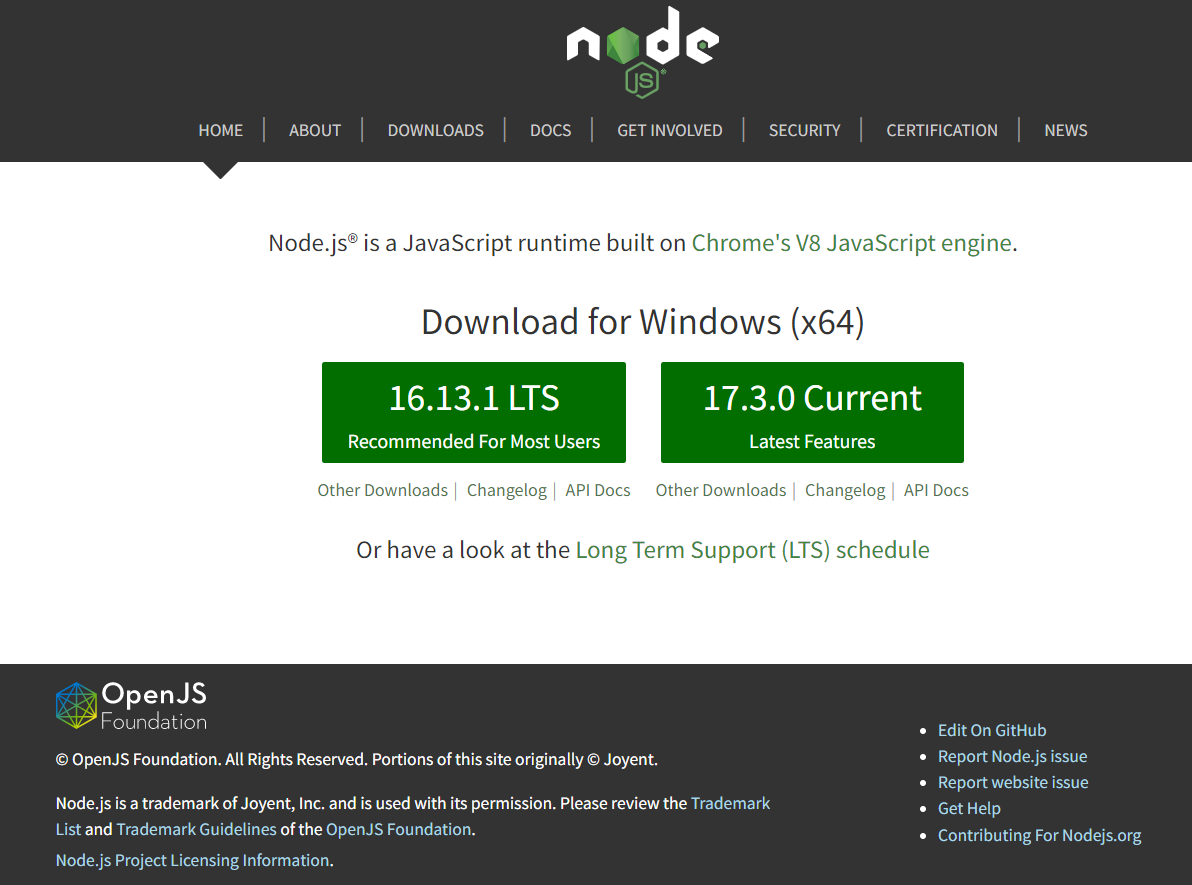 node
JS®
HOME | ABOUT | DOWNLOADS | DOCS | GET INVOLVED | SECURITY | CERTIFICATION | NEWS
Node.js® is a JavaScript runtime built on Chrome's V8 JavaScript engine.
Download for Windows (x64)
16.13.1 LTS
Recommended For Most Users
17.3.0 Current
Latest Features
Other Downloads | Changelog | API Docs
Other Downloads | Changelog | API Docs
Or have a look at the Long Term Support (LTS) schedule
OpenJS
Foundation
© OpenJS Foundation. All Rights Reserved. Portions of this site originally © Joyent.
Node.js is a trademark of Joyent, Inc. and is used with its permission. Please review the Trademark
List and Trademark Guidelines of the OpenJS Foundation.
Node.js Project Licensing Information.
• Edit On GitHub
• Report Node.js issue
• Report website issue
• Get Help
• Contributing For Nodejs.org